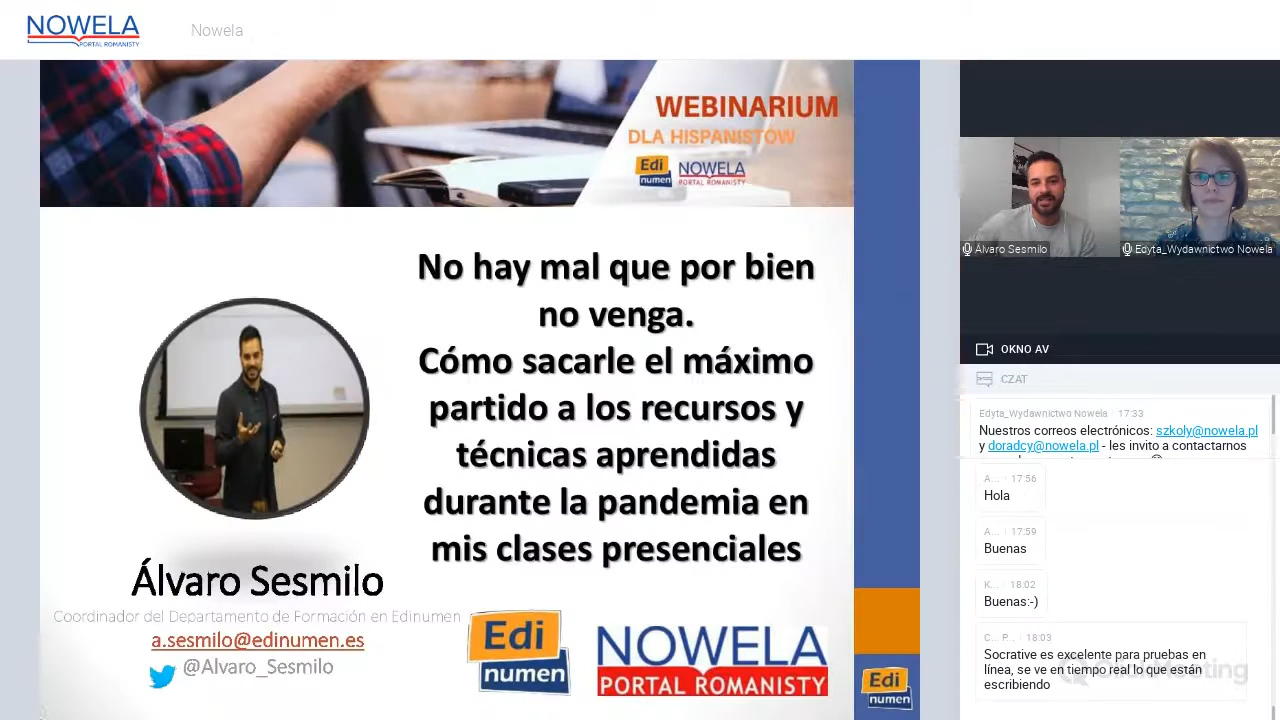 NOWELA
PORTAL ROMANISTY
Nowela
WEBINARIUM
DLA HISPANISTÓW
Edi
numen
NOWELA
PORTAL ROMANISTY
No hay mal que por bien
no venga.
Cómo sacarle el máximo
partido a los recursos y
técnicas aprendidas
durante la pandemia en
mis clases presenciales
Álvaro Sesmilo
Coordinador del Departamento de Formación en Edinumen
a.sesmilo@edinumen.es
@Alvaro_Sesmilo
Edi
numen
NOWELA
PORTAL ROMANISTY
Edi
numen
Álvaro Sesmilo
Edyta_Wydawnictwo Nowela
OKNO AV
CZAT
Edyta_Wydawnictwo Nowela · 17:33
Nuestros correos electrónicos: szkoly@nowela.pl
y doradcy@nowela.pl - les invito a contactarnos
A... · 17:56
Hola
A... · 17:59
Buenas
K... · 18:02
Buenas:-)
C... P... · 18:03
Socrative es excelente para pruebas en
línea, se ve en tiempo real lo que están
escribiendo
ClickMeeting